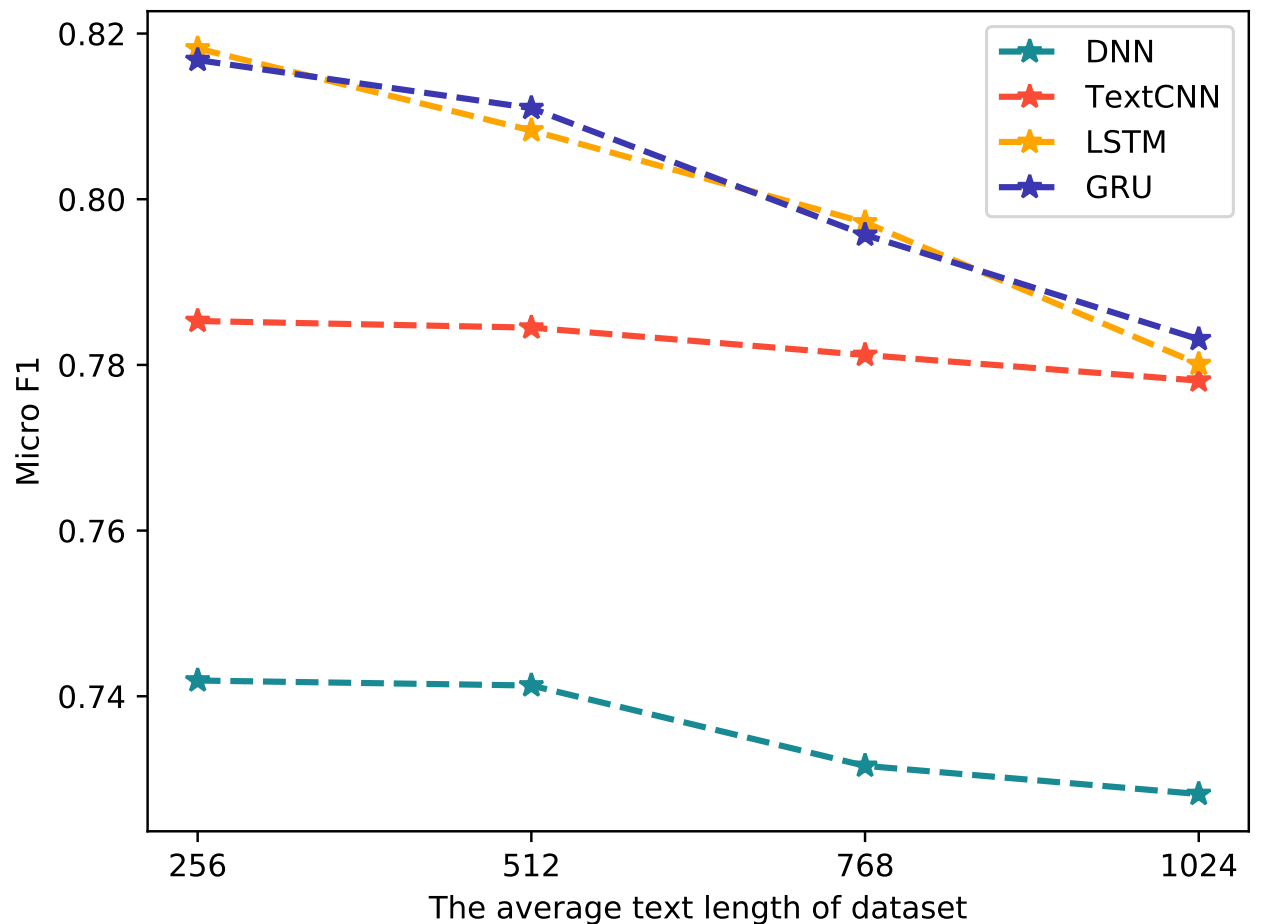 0.82
0.80
0.78
0.76
0.74
Micro F1
DNN
TextCNN
LSTM
GRU
256
512
768
1024
The average text length of dataset